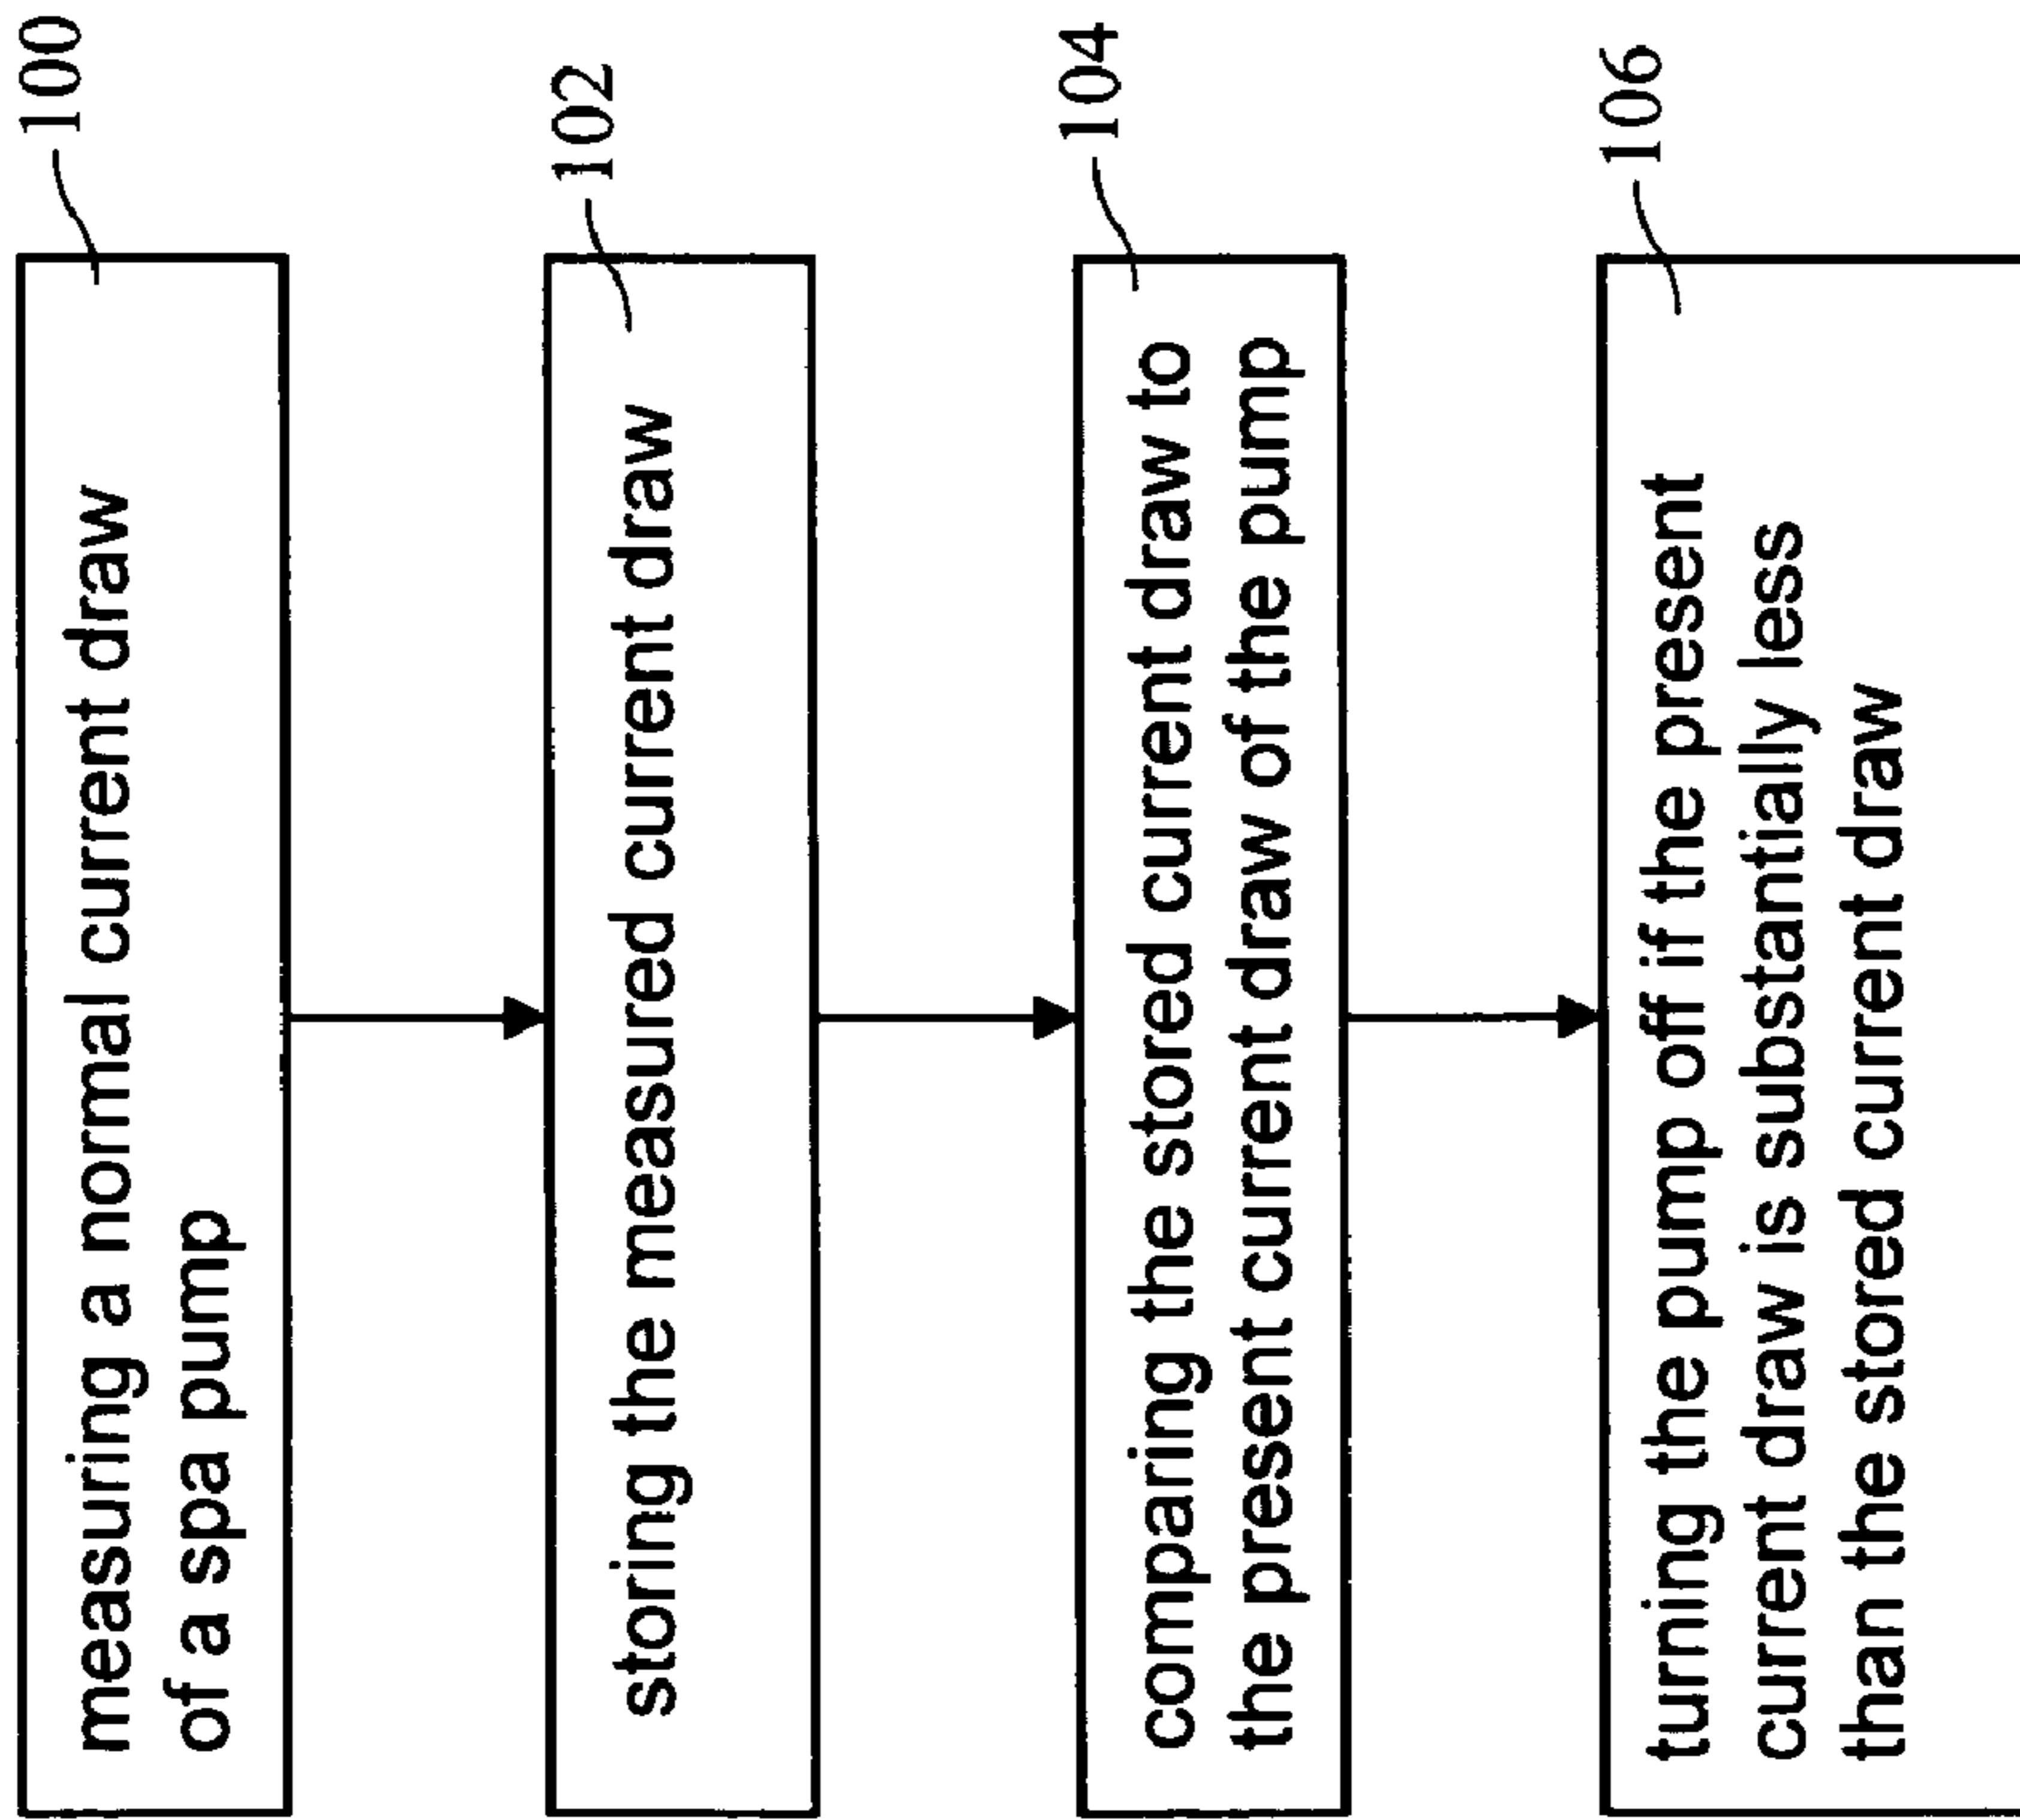 100
measuring a normal current draw
of a spa pump
102
storing the measured current draw
104
comparing the stored current draw to
the present current draw of the pump
106
turning the pump off if the present
current draw is substantially less
than the stored current draw